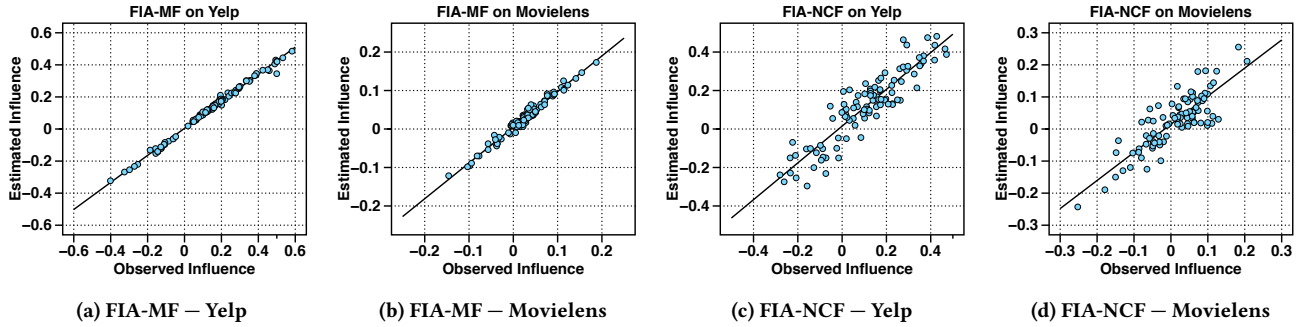 FIA-MF on Yelp
0.6
0.4
0.2
0
−0.2
−0.4
−0.6
Estimated Influence
−0.6 −0.4 −0.2 0 0.2 0.4 0.6
Observed Influence
(a) FIA-MF — Yelp
FIA-MF on Movielens
0.2
0.1
0
−0.1
−0.2
Estimated Influence
−0.2 −0.1 0 0.1 0.2
Observed Influence
(b) FIA-MF — Movielens
FIA-NCF on Yelp
0.4
0.2
0
−0.2
−0.4
Estimated Influence
−0.4 −0.2 0 0.2 0.4
Observed Influence
(c) FIA-NCF — Yelp
FIA-NCF on Movielens
0.3
0.2
0.1
0
−0.1
−0.2
−0.3
Estimated Influence
−0.3 −0.2 −0.1 0 0.1 0.2 0.3
Observed Influence
(d) FIA-NCF — Movielens